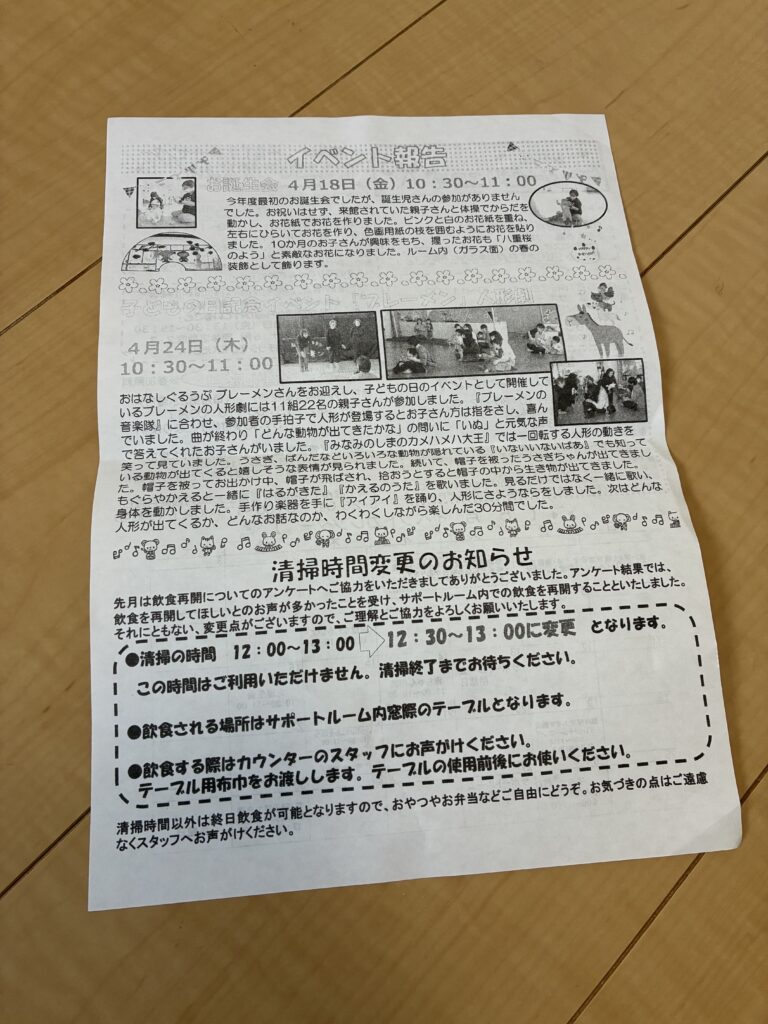 イベント報告
お誕生会 4月18日(金)10:30~11:00
今年度最初のお誕生会でしたが、誕生児さんの参加がありません
でした。お祝いはせず、来館されていた親子さんと体操でからだを
動かし、お花紙でお花を作りました。ピンクと白のお花紙を重ね、
左右にひらいてお花を作り、色画用紙の枝を囲むようにお花を貼り
ました。10か月のお子さんが興味をもち、握ったお花も「八重桜
のよう」と素敵なお花になりました。ルーム内(ガラス面)の春の
装飾として飾ります。
子どもの日記念イベント『ブレーメン』人形劇
4月24日(木)
10:30~11:00
おはなしぐるうぷ ブレーメンさんをお迎えし、子どもの日のイベントとして開催して
いるブレーメンの人形劇には11組22名の親子さんが参加しました。『ブレーメンの
音楽隊』に合わせ、参加者の手拍子で人形が登場するとお子さん方は指をさし、喜ん
でいました。曲が終わり「どんな動物が出てきたかな」の問いに「いぬ」と元気な声
で答えてくれたお子さんがいました。『みなみのしまのカメハメハ大王』では一回転する人形の動きを
笑って見ていました。うさぎ、ぱんだなどいろいろな動物が隠れている『いないいないばあ』でも知って
いる動物が出てくると嬉しそうな表情が見られました。続いて、帽子を被ったうさぎちゃんが出てきまし
た。帽子を被ってお出かけ中、帽子が飛ばされ、拾おうとすると帽子の中から生き物が出てきました。
もぐらやかえると一緒に『はるがきた』『かえるのうた』を歌いました。見るだけではなく一緒に歌い、
身体を動かしました。手作り楽器を手に『アイアイ』を踊り、人形にさようならをしました。次はどんな
人形が出てくるか、どんなお話なのか、わくわくしながら楽しんだ30分間でした。
清掃時間変更のお知らせ
先月は飲食再開についてのアンケートへご協力をいただきましてありがとうございました。アンケート結果では、
飲食を再開してほしいとのお声が多かったことを受け、サポートルーム内での飲食を再開することといたしました。
それにともない、変更点がございますので、ご理解とご協力をよろしくお願いいたします。
●清掃の時間 12:00~13:00 ⇨ 12:30~13:00に変更 となります。
この時間はご利用いただけません。清掃終了までお待ちください。
●飲食される場所はサポートルーム内窓際のテーブルとなります。
●飲食する際はカウンターのスタッフにお声がけください。
テーブル用布巾をお渡しします。テーブルの使用前後にお使いください。
清掃時間以外は終日飲食が可能となりますので、おやつやお弁当などご自由にどうぞ。お気づきの点はご遠慮
なくスタッフへお声がけください。